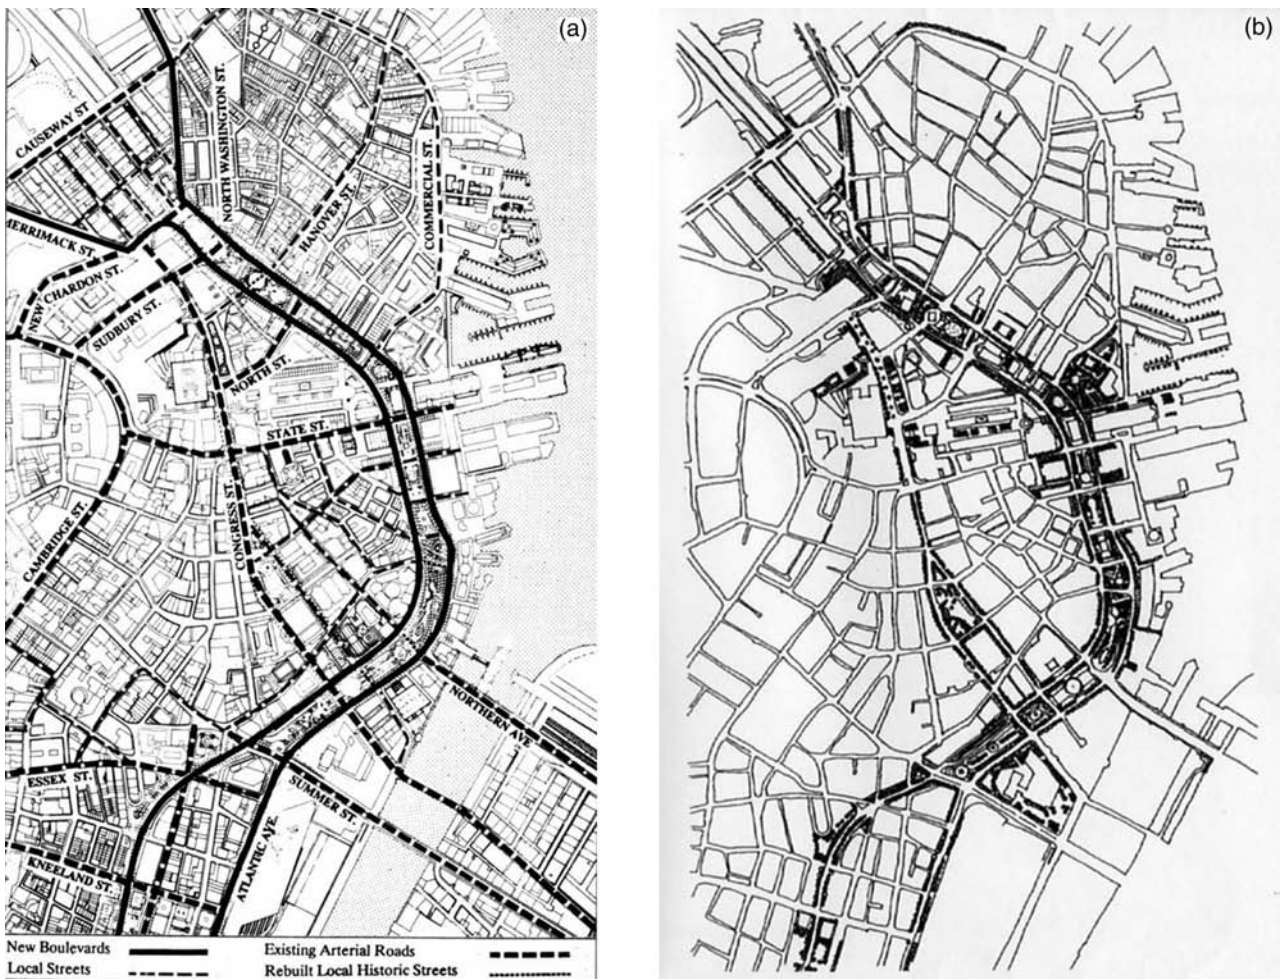 (a)
(b)
CAUSEWAY ST
NORTH WASHINGTON ST.
HANOVER ST.
COMMERCIAL ST.
MERRIMACK ST.
NEW CHARDON ST.
SUDBURY ST.
NORTH ST.
STATE ST.
CONGRESS ST.
CAMBRIDGE ST.
NORTHERN AVE
ESSEX ST.
SUMMER ST.
ATLANTIC AVE.
KNEELAND ST.
New Boulevards
Existing Arterial Roads
Local Streets
Rebuilt Local Historic Streets